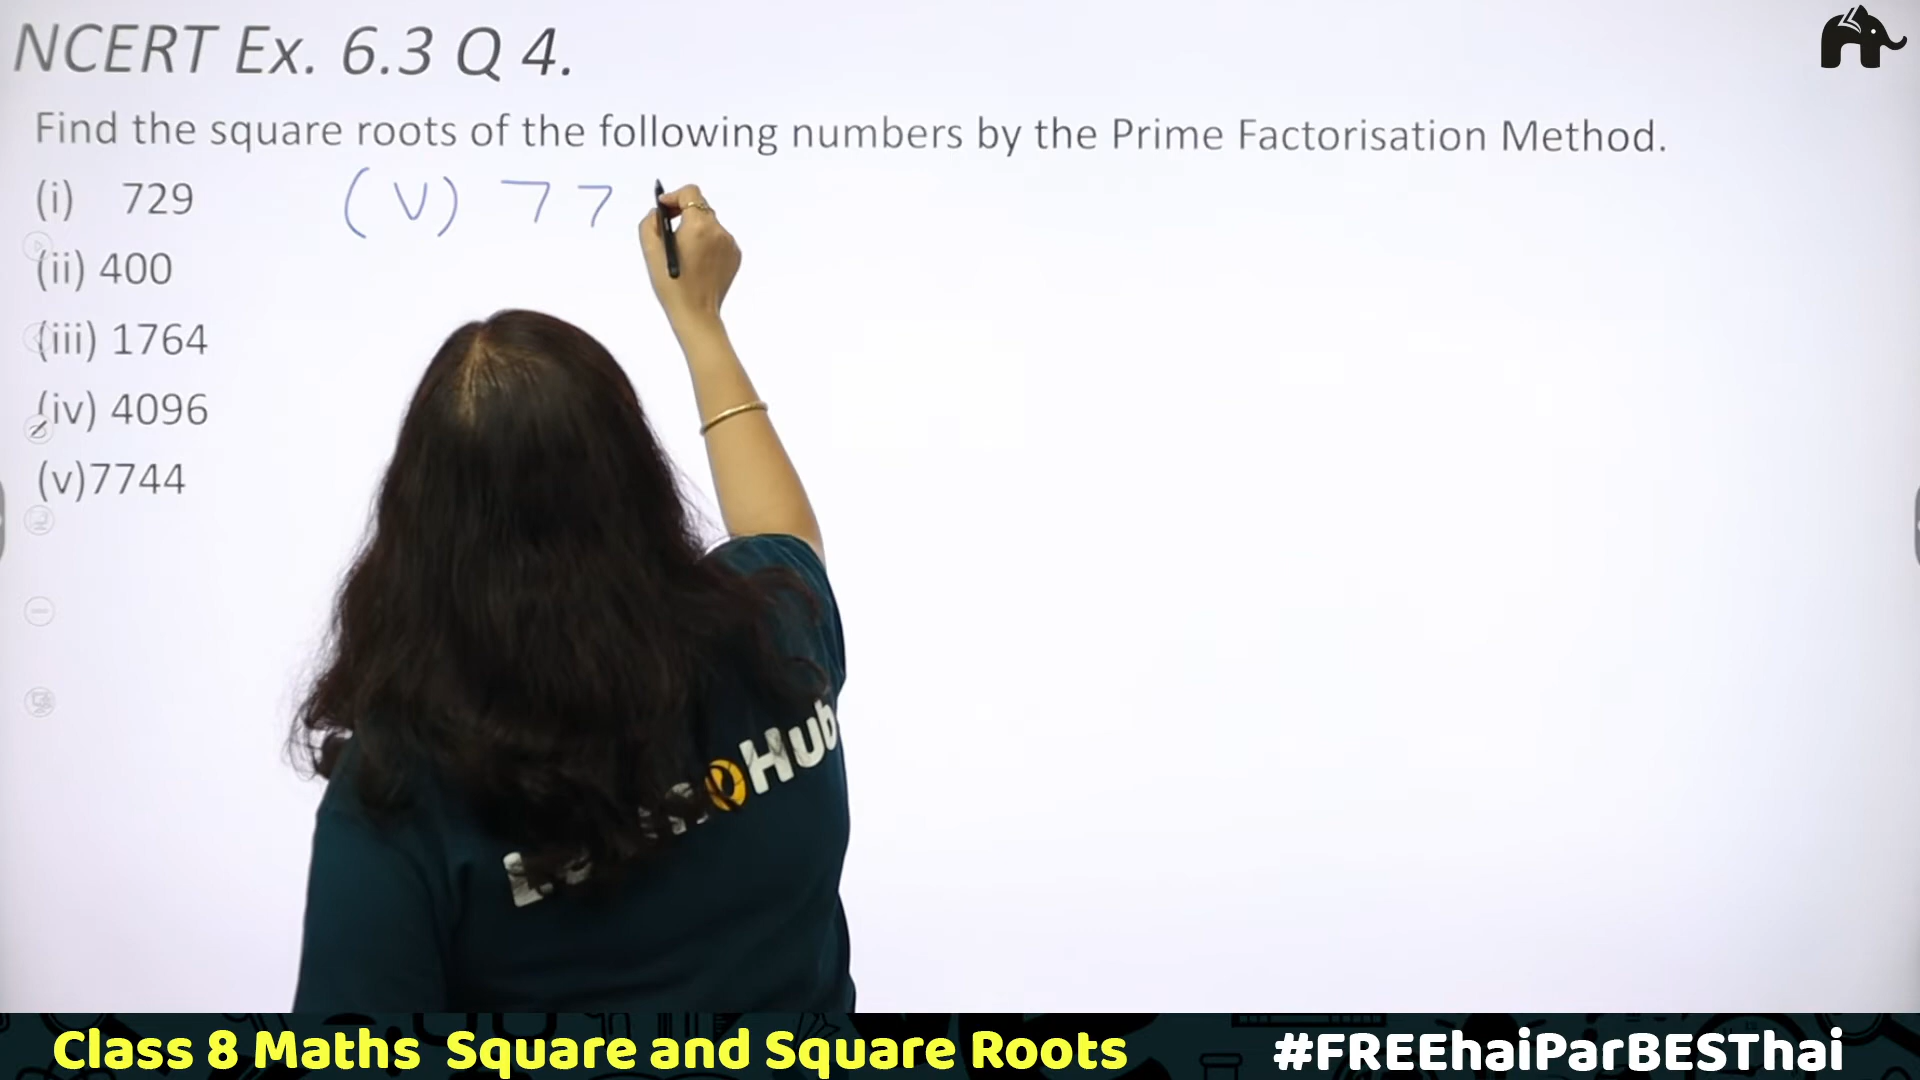 NCERT Ex. 6.3 Q 4.
Find the square roots of the following numbers by the Prime Factorisation Method.
(i) 729
(V) 77
(ii) 400
(iii) 1764
(iv) 4096
(v)7744
Hub
Class 8 Maths Square and Square Roots
#FREEhaiParBESThai